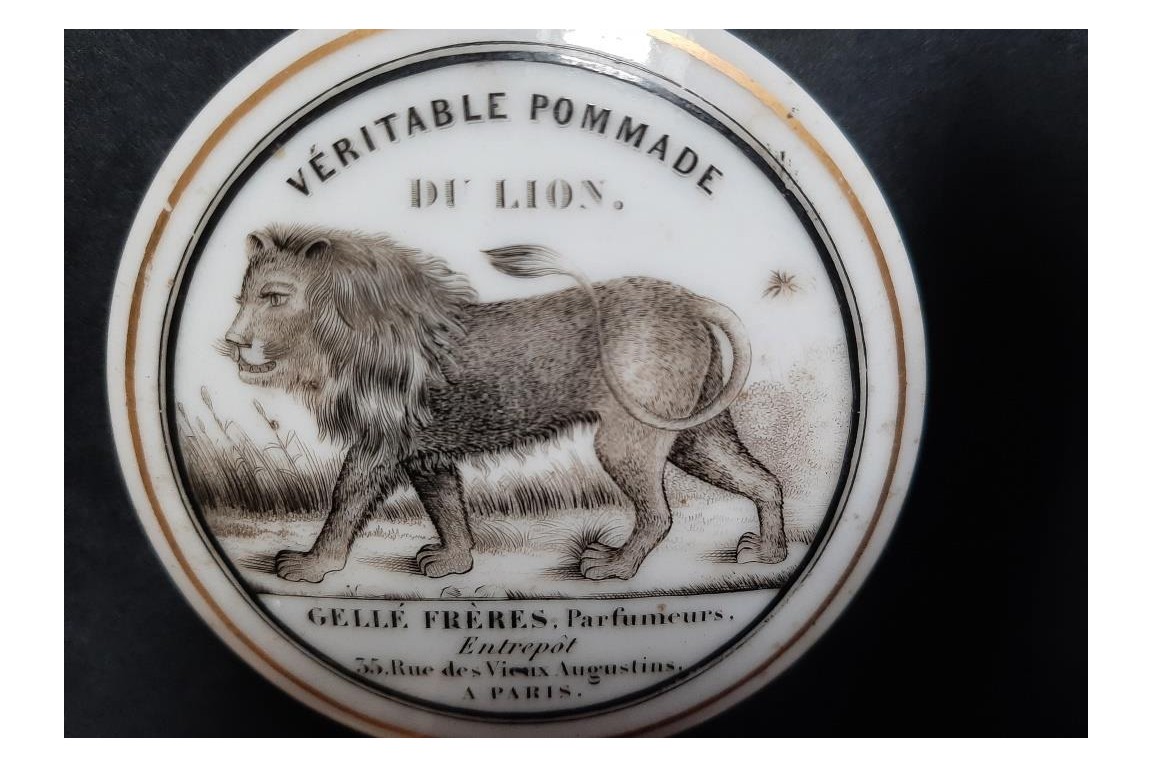 VÉRITABLE POMMADE
DU LION.
GELLÉ FRÈRES, Parfumeurs,
Entrepôt
35, Rue des Vieux Augustins,
A PARIS.